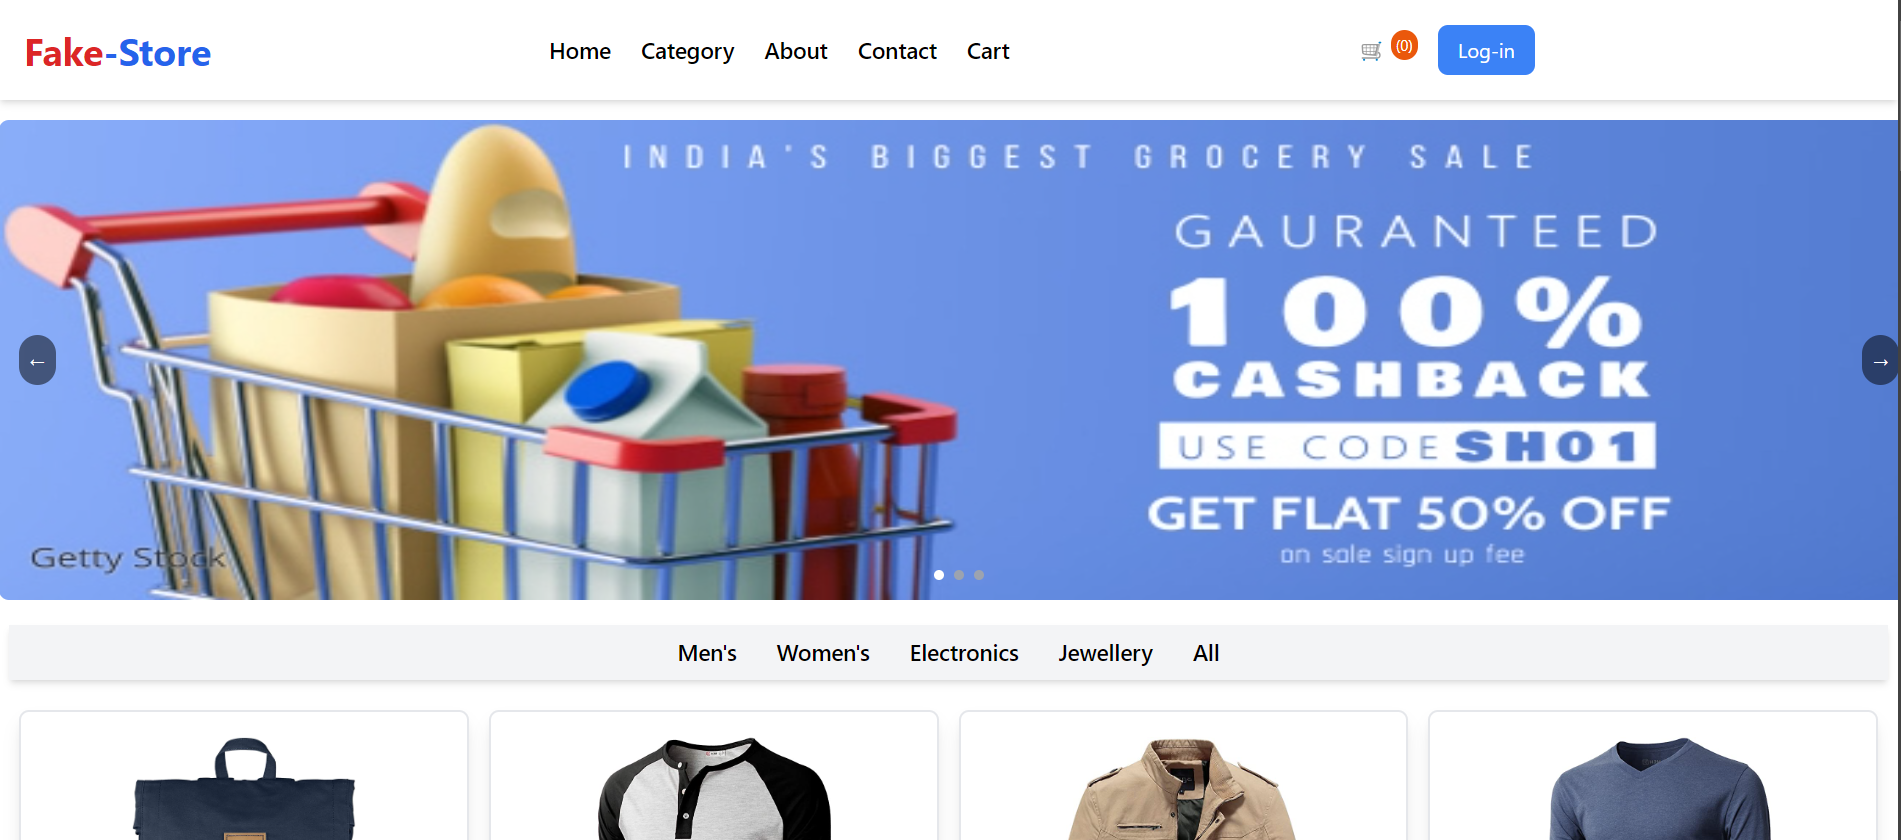 Fake-Store
Home Category About Contact Cart
(0)
Log-in
INDIA'S BIGGEST GROCERY SALE
GAURANTEED
100%
CASHBACK
USE CODE SH01
GET FLAT 50% OFF
on sale sign up fee
←
→
Getty Stock
Men's Women's Electronics Jewellery All